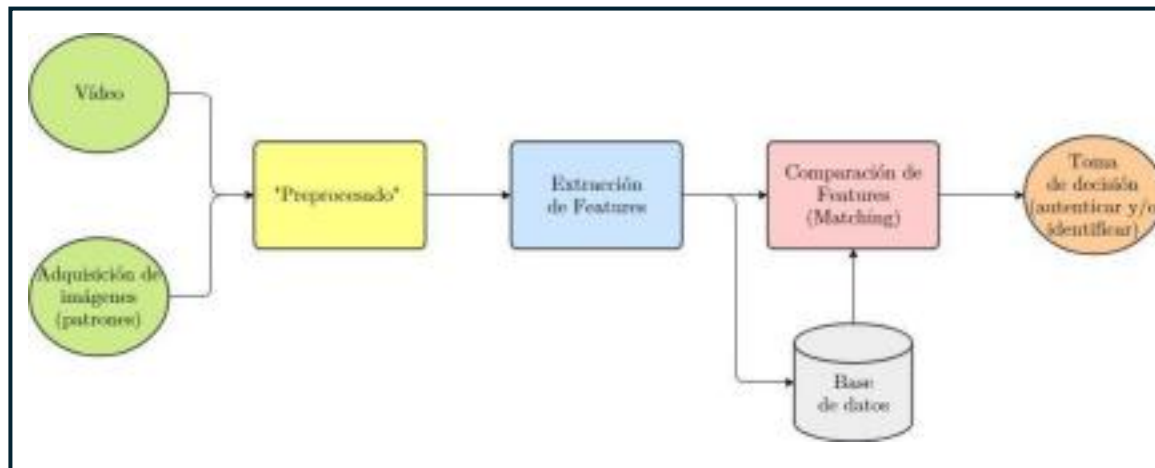 Vídeo
Adquisición de
imágenes
(patrones)
"Preprocesado"
Extracción
de Features
Comparación de
Features
(Matching)
Base
de datos
Toma
de decisión
(autenticar y/o
identificar)